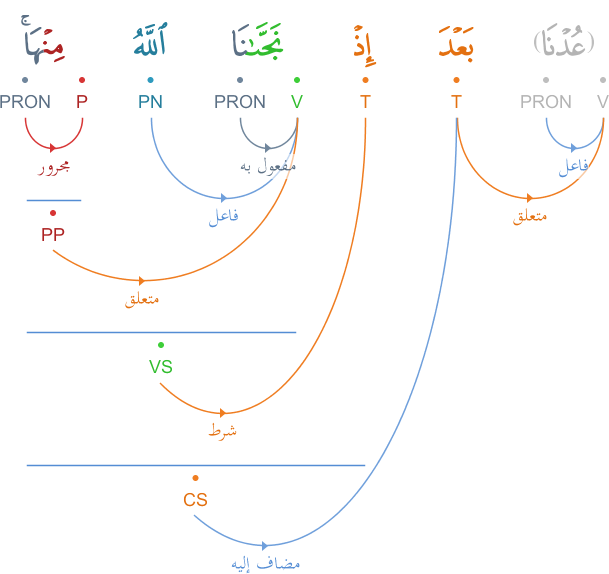 (عُدْنَا) بَعْدَ إِذْ نَجَّىٰنَا ٱللَّهُ مِنْهَاۚ
V PRON T T V PRON PN P PRON
مجرور مفعول به فاعل
فاعل متعلق
PP
متعلق
VS
شرط
CS
مضاف إليه